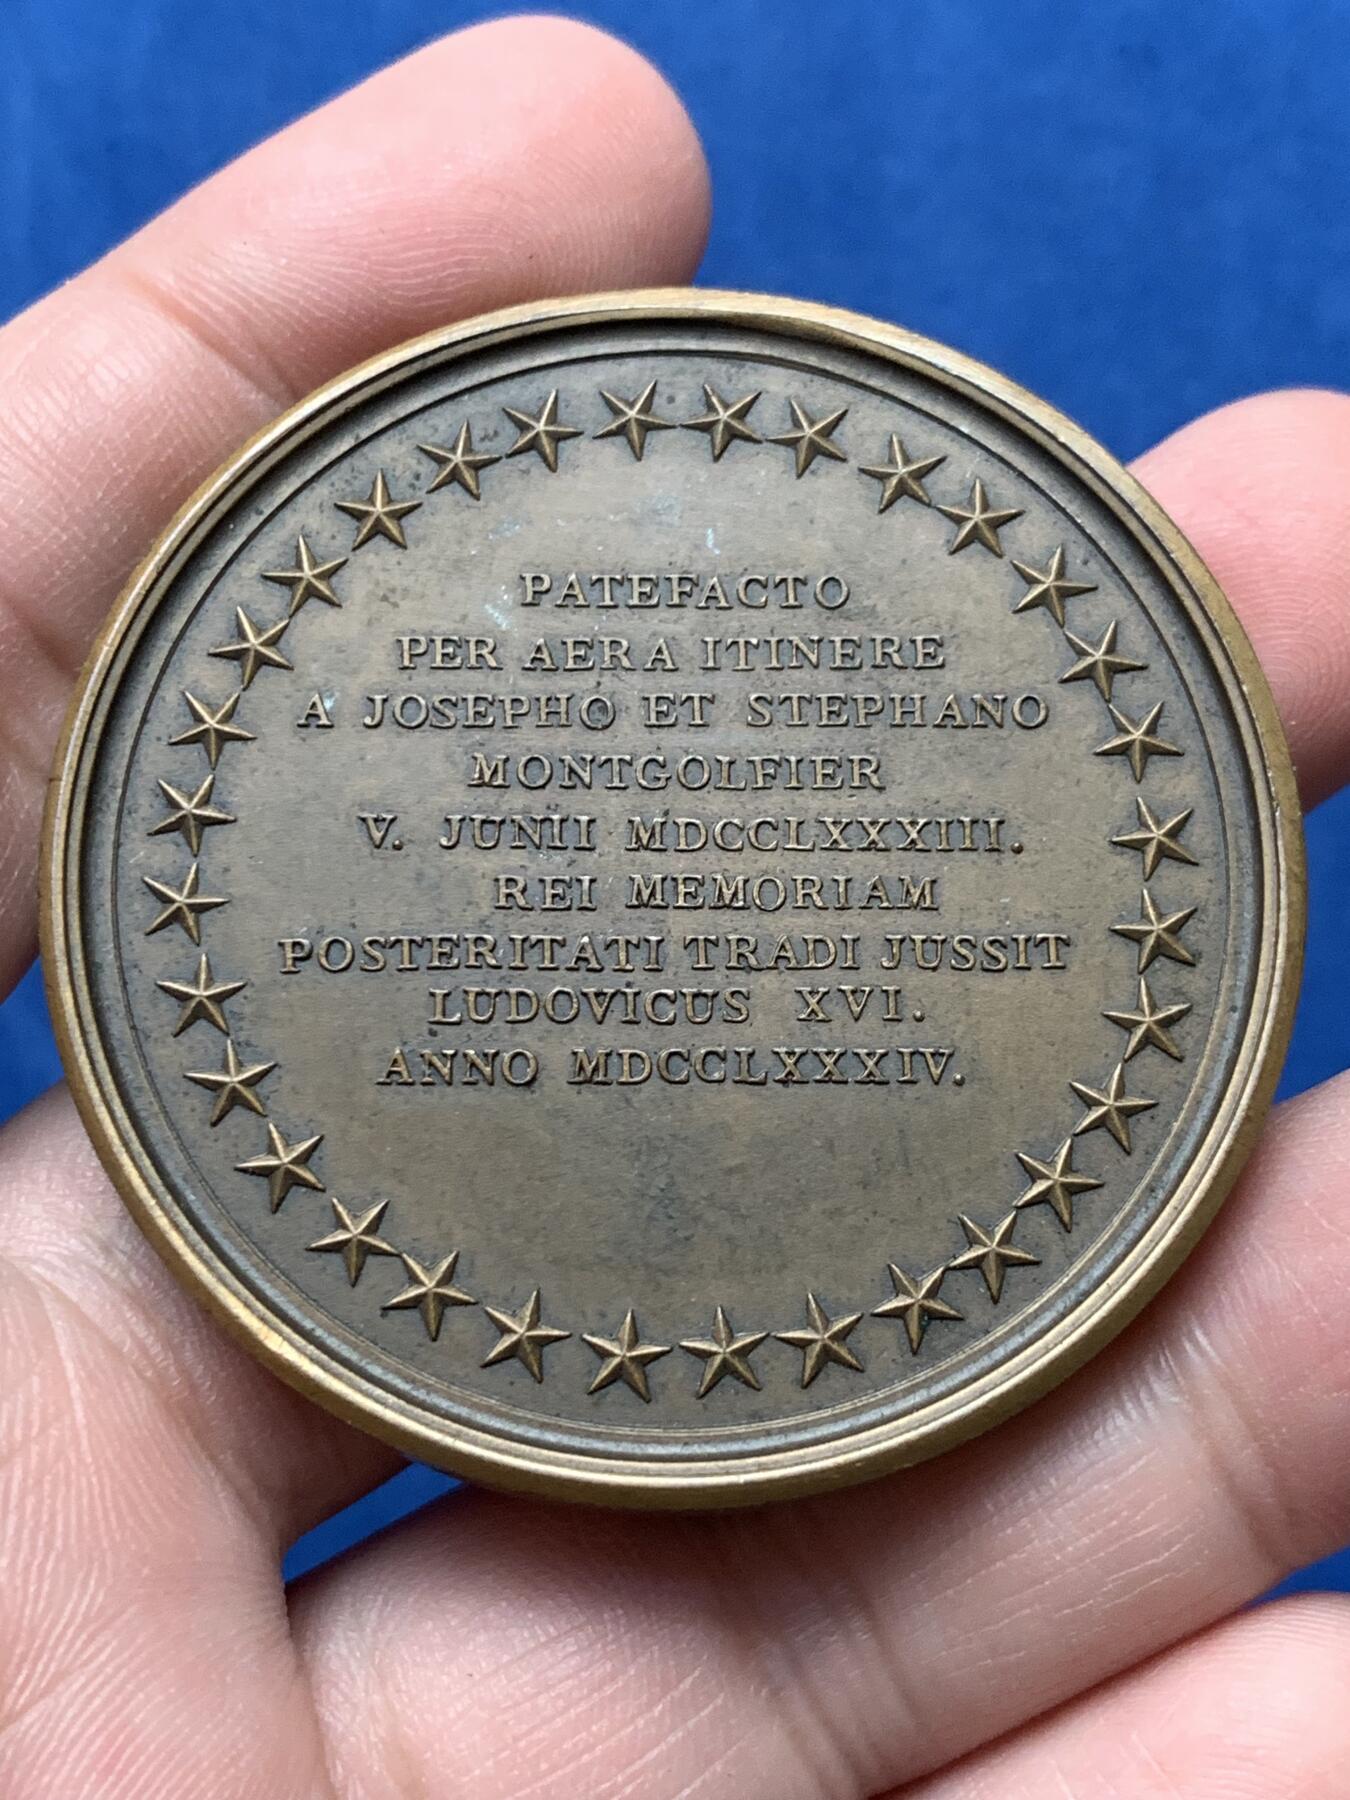 PATEFACTO
PER AERA ITINERE
A JOSEPHO ET STEPHANO
MONTGOLFIER
V. JUNII MDCCLXXXIII.
REI MEMORIAM
POSTERITATI TRADI JUSSIT
LUDOVICUS XVI.
ANNO MDCCLXXXIV.